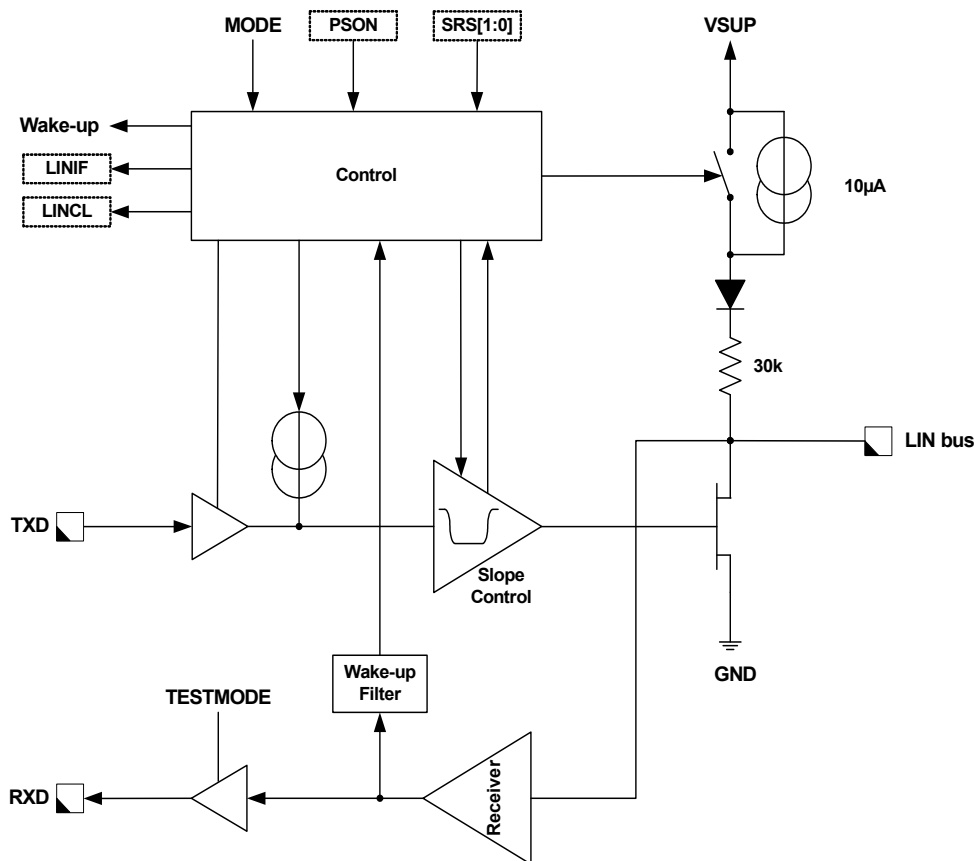 MODE
PSON
SRS[1:0]
VSUP
Wake-up
LINIF
LINCL
Control
10µA
30k
LIN bus
TXD
Slope
Control
GND
Wake-up
Filter
TESTMODE
RXD
Receiver